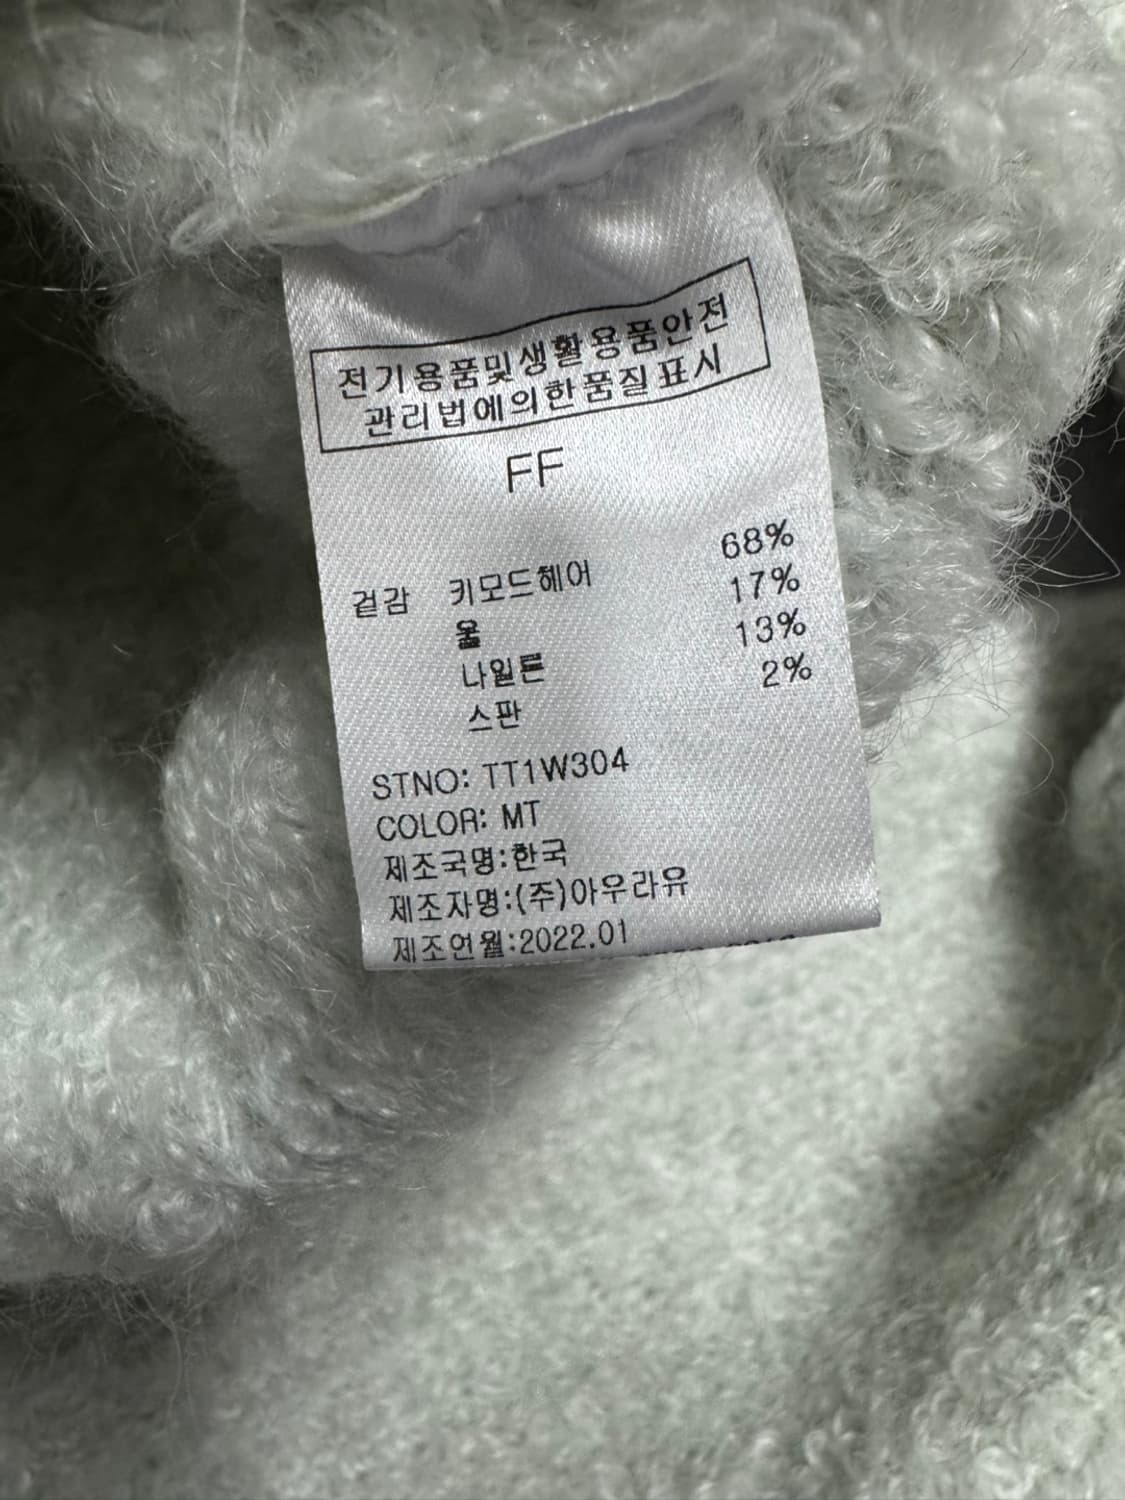 전기용품및생활용품안전
관리법에의한품질표시
FF
겉감 키모드헤어 68%
울 17%
나일론 13%
스판 2%
STNO: TT1W304
COLOR: MT
제조국명:한국
제조자명:(주)아우라유
제조연월:2022.01